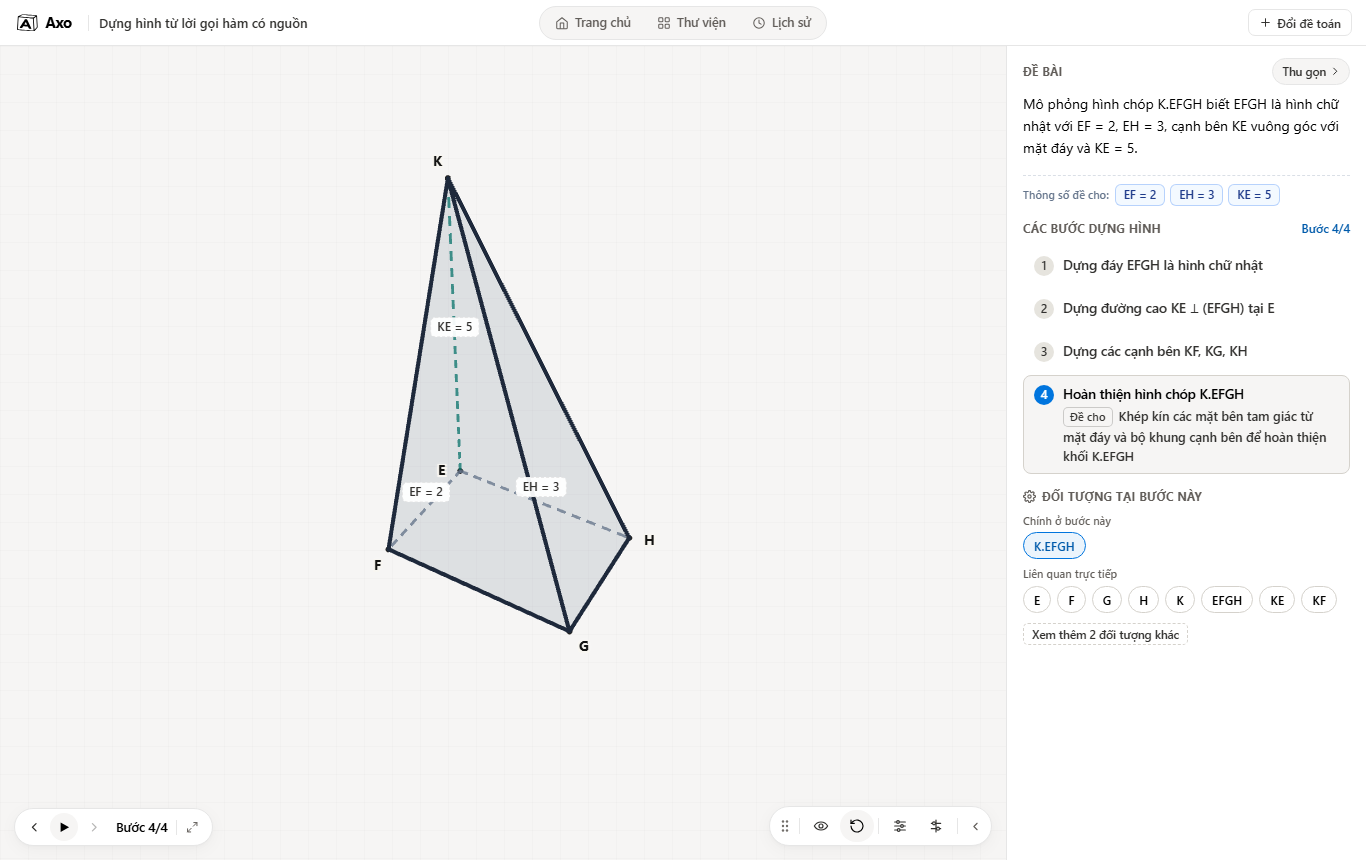 Axo
Dựng hình từ lời gọi hàm có nguồn
Trang chủ
Thư viện
Lịch sử
Đổi đề toán
K
KE = 5
E
EF = 2
EH = 3
H
F
G
Bước 4/4
ĐỀ BÀI
Thu gọn
Mô phỏng hình chóp K.EFGH biết EFGH là hình chữ
nhật với EF = 2, EH = 3, cạnh bên KE vuông góc với
mặt đáy và KE = 5.
Thông số đề cho: EF = 2 EH = 3 KE = 5
CÁC BƯỚC DỰNG HÌNH Bước 4/4
1 Dựng đáy EFGH là hình chữ nhật
2 Dựng đường cao KE ⊥ (EFGH) tại E
3 Dựng các cạnh bên KF, KG, KH
4 Hoàn thiện hình chóp K.EFGH
Đề cho Khép kín các mặt bên tam giác từ
mặt đáy và bộ khung cạnh bên để hoàn thiện
khối K.EFGH
ĐỐI TƯỢNG TẠI BƯỚC NÀY
Chính ở bước này
K.EFGH
Liên quan trực tiếp
E F G H K EFGH KE KF
Xem thêm 2 đối tượng khác